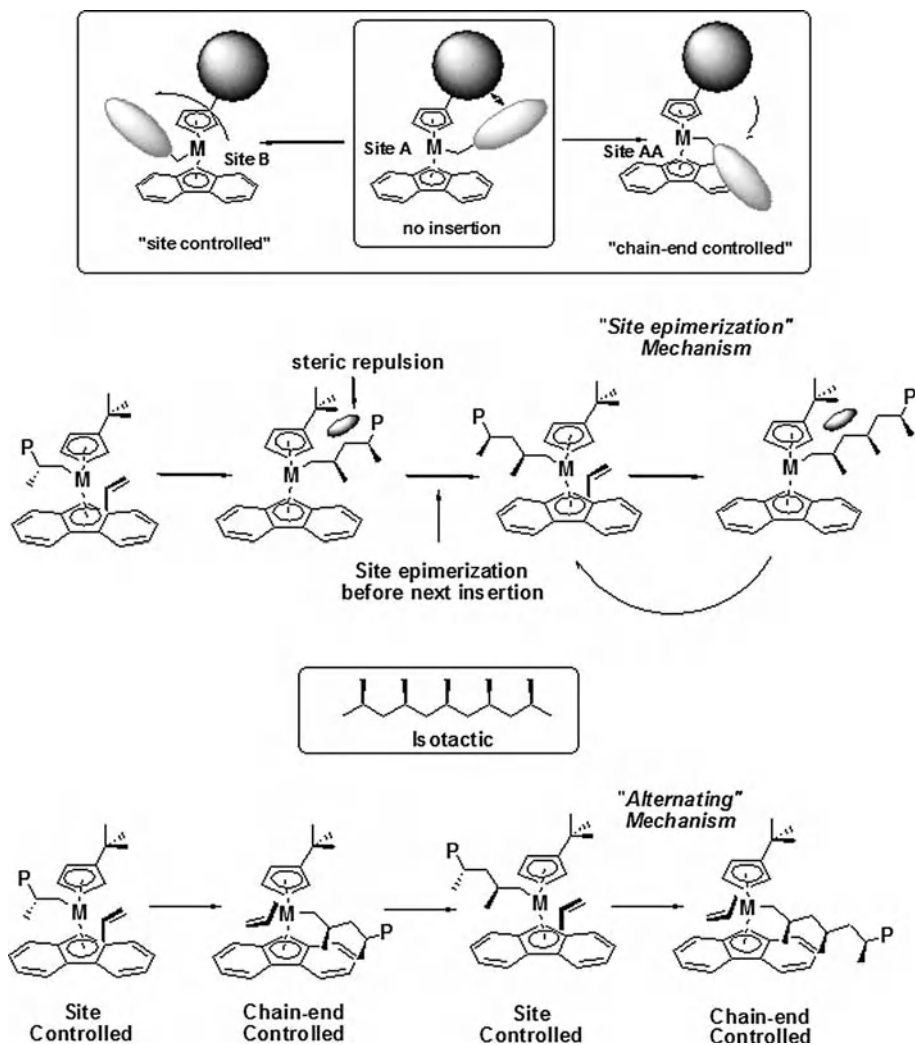 M
Site B
"site controlled"
Site A
M
no insertion
M
Site AA
"chain-end controlled"
"Site epimerization"
Mechanism
steric repulsion
P
M
P
M
P
M
P
M
Site epimerization
before next insertion
Isotactic
"Alternating"
Mechanism
P
M
M
P
P
M
M
P
Site
Controlled
Chain-end
Controlled
Site
Controlled
Chain-end
Controlled